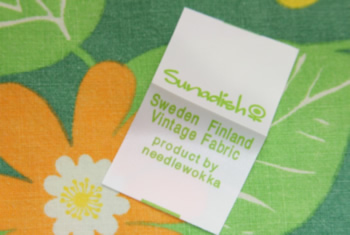 Sunadish
Sweden Finland
Vintage Fabric
product by
needlewokka